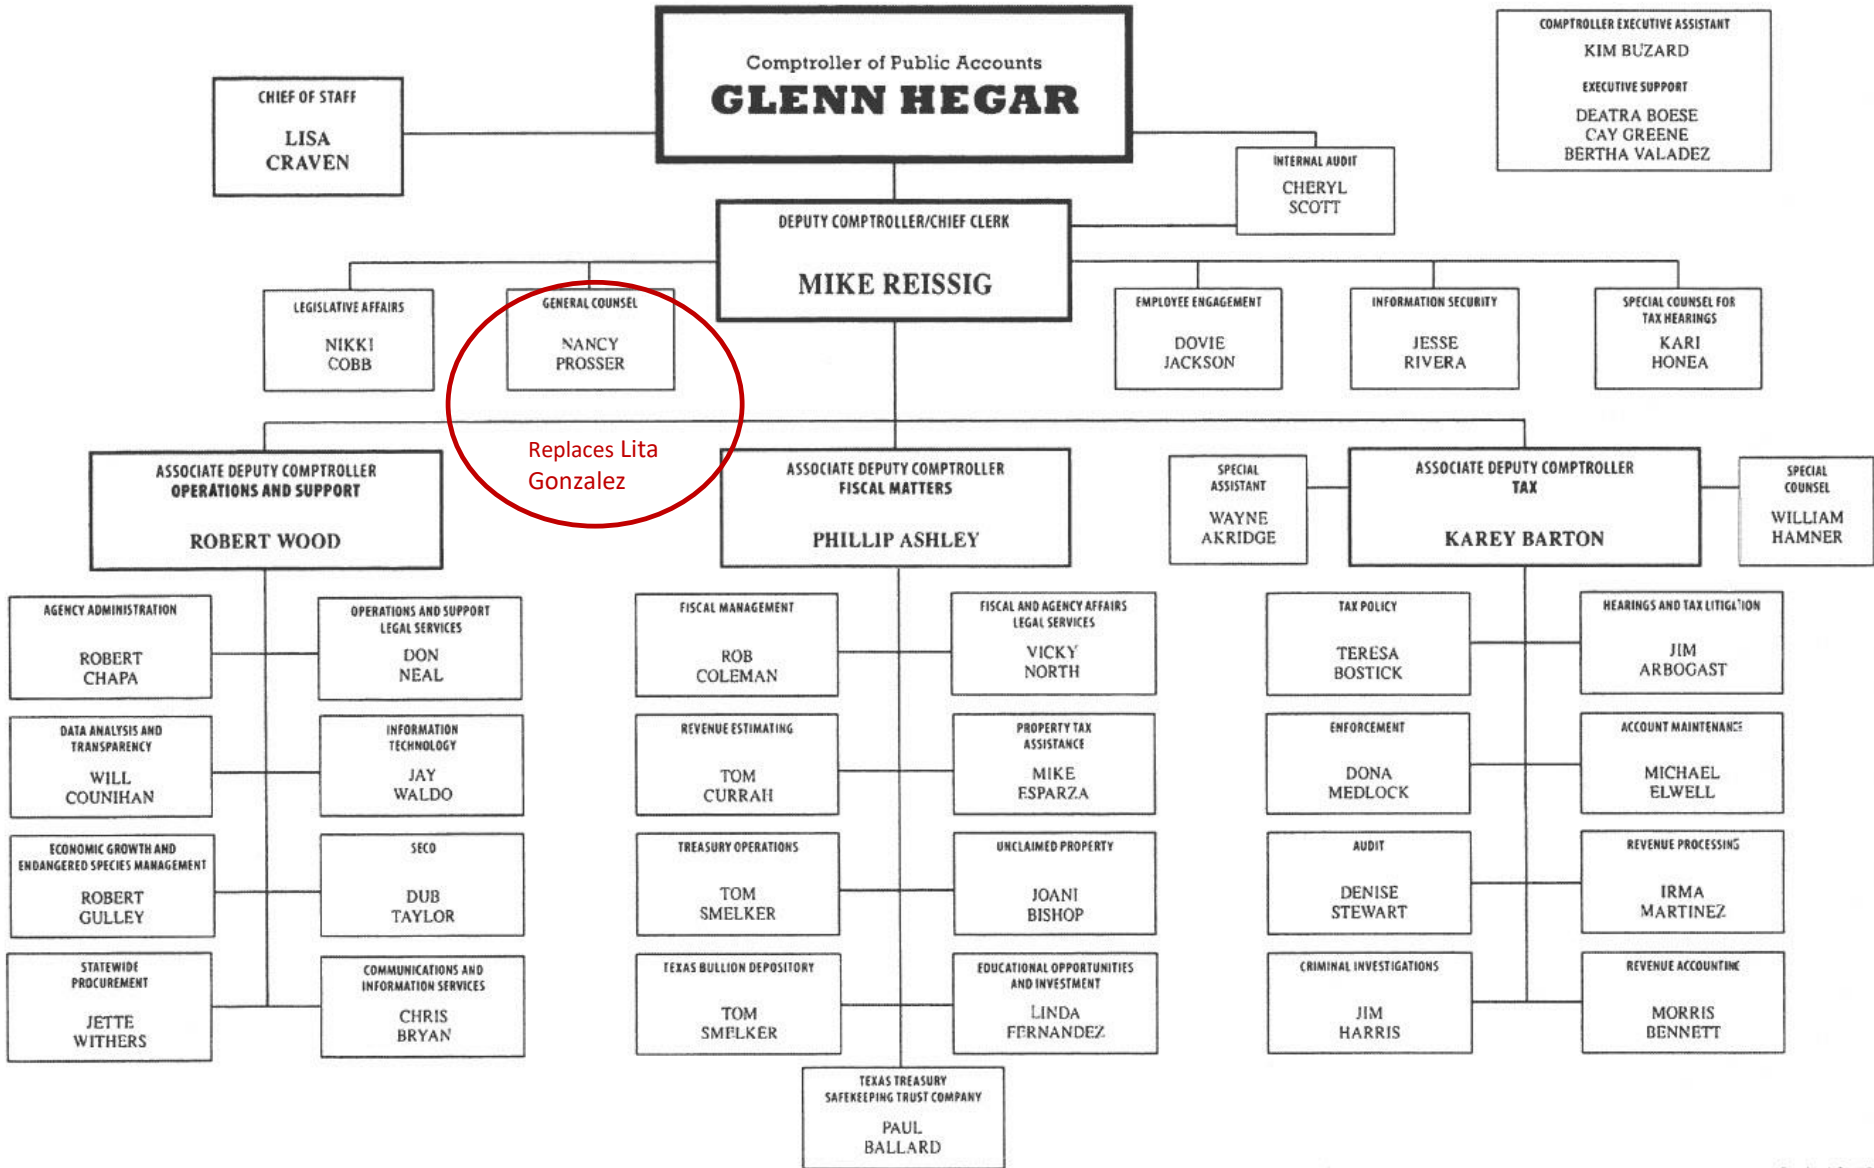 Comptroller of Public Accounts
GLENN HEGAR
COMPTROLLER EXECUTIVE ASSISTANT
KIM BUZARD
EXECUTIVE SUPPORT
DEATRA BOESE
CAY GREENE
BERTHA VALADEZ
CHIEF OF STAFF
LISA
CRAVEN
INTERNAL AUDIT
CHERYL
SCOTT
DEPUTY COMPTROLLER/CHIEF CLERK
MIKE REISSIG
LEGISLATIVE AFFAIRS
NIKKI
COBB
GENERAL COUNSEL
NANCY
PROSSER
EMPLOYEE ENGAGEMENT
DOVIE
JACKSON
INFORMATION SECURITY
JESSE
RIVERA
SPECIAL COUNSEL FOR
TAX HEARINGS
KARI
HONEA
Replaces Lita
Gonzalez
ASSOCIATE DEPUTY COMPTROLLER
OPERATIONS AND SUPPORT
ROBERT WOOD
ASSOCIATE DEPUTY COMPTROLLER
FISCAL MATTERS
PHILLIP ASHLEY
SPECIAL
ASSISTANT
WAYNE
AKRIDGE
ASSOCIATE DEPUTY COMPTROLLER
TAX
KAREY BARTON
SPECIAL
COUNSEL
WILLIAM
HAMNER
AGENCY ADMINISTRATION
ROBERT
CHAPA
OPERATIONS AND SUPPORT
LEGAL SERVICES
DON
NEAL
DATA ANALYSIS AND
TRANSPARENCY
WILL
COUNIHAN
INFORMATION
TECHNOLOGY
JAY
WALDO
ECONOMIC GROWTH AND
ENDANGERED SPECIES MANAGEMENT
ROBERT
GULLEY
SECO
DUB
TAYLOR
STATEWIDE
PROCUREMENT
JETTE
WITHERS
COMMUNICATIONS AND
INFORMATION SERVICES
CHRIS
BRYAN
FISCAL MANAGEMENT
ROB
COLEMAN
FISCAL AND AGENCY AFFAIRS
LEGAL SERVICES
VICKY
NORTH
REVENUE ESTIMATING
TOM
CURRAH
PROPERTY TAX
ASSISTANCE
MIKE
ESPARZA
TREASURY OPERATIONS
TOM
SMELKER
UNCLAIMED PROPERTY
JOANI
BISHOP
TEXAS BULLION DEPOSITORY
TOM
SMELKER
EDUCATIONAL OPPORTUNITIES
AND INVESTMENT
LINDA
FERNANDEZ
TEXAS TREASURY
SAFEKEEPING TRUST COMPANY
PAUL
BALLARD
TAX POLICY
TERESA
BOSTICK
HEARINGS AND TAX LITIGATION
JIM
ARBOGAST
ENFORCEMENT
DONA
MEDLOCK
ACCOUNT MAINTENANCE
MICHAEL
ELWELL
AUDIT
DENISE
STEWART
REVENUE PROCESSING
IRMA
MARTINEZ
CRIMINAL INVESTIGATIONS
JIM
HARRIS
REVENUE ACCOUNTING
MORRIS
BENNETT